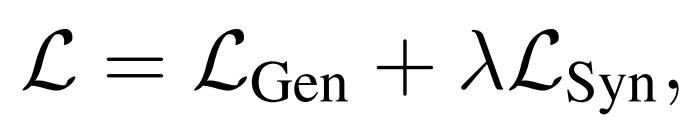 ℒ = ℒ_Gen + λℒ_Syn,